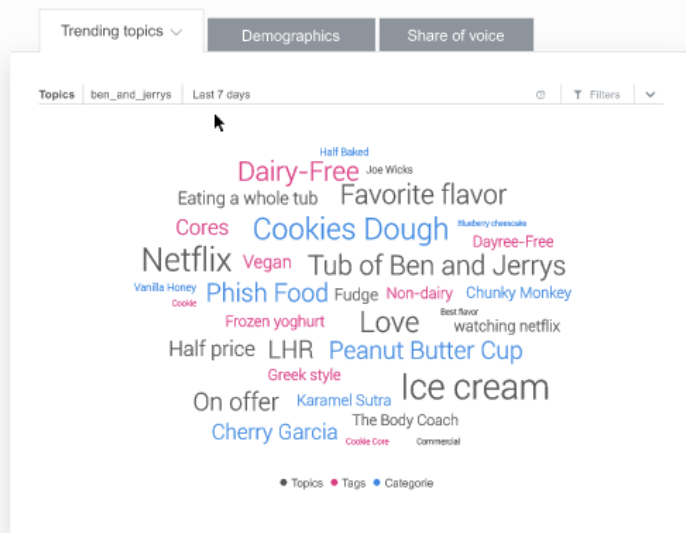 Trending topics
Demographics
Share of voice
Topics ben_and_jerrys Last 7 days Filters
Half Baked
Dairy-Free Joe Wicks
Eating a whole tub Favorite flavor
Cores Cookies Dough Blueberry cheesecake
Dayree-Free
Netflix Vegan Tub of Ben and Jerrys
Vanilla Honey Phish Food Fudge Non-dairy Chunky Monkey
Cookie
Frozen yoghurt Love Best flavor
watching netflix
Half price LHR Peanut Butter Cup
Greek style Ice cream
On offer Karamel Sutra
The Body Coach
Cherry Garcia Cookie Core Commercial
Topics Tags Categorie